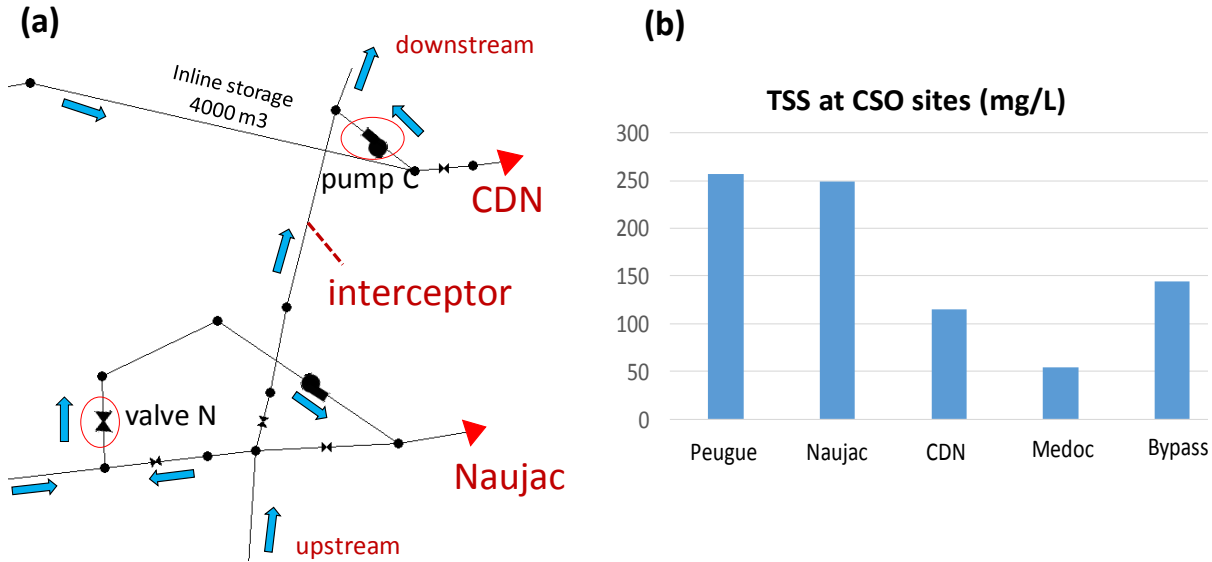 (a)
downstream
Inline storage
4000 m3
pump C
CDN
interceptor
valve N
Naujac
upstream
(b)
TSS at CSO sites (mg/L)
300
250
200
150
100
50
0
Peugue Naujac CDN Medoc Bypass